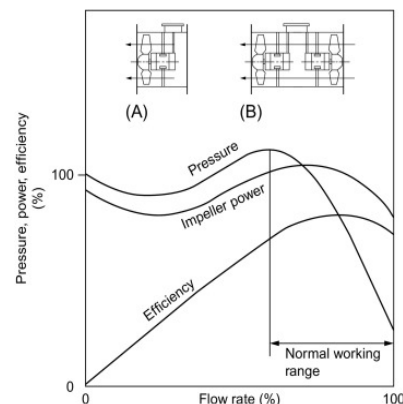 (A)
(B)
Pressure, power, efficiency
(%)
100
0
Pressure
Impeller power
Efficiency
Normal working
range
0
Flow rate (%)
100